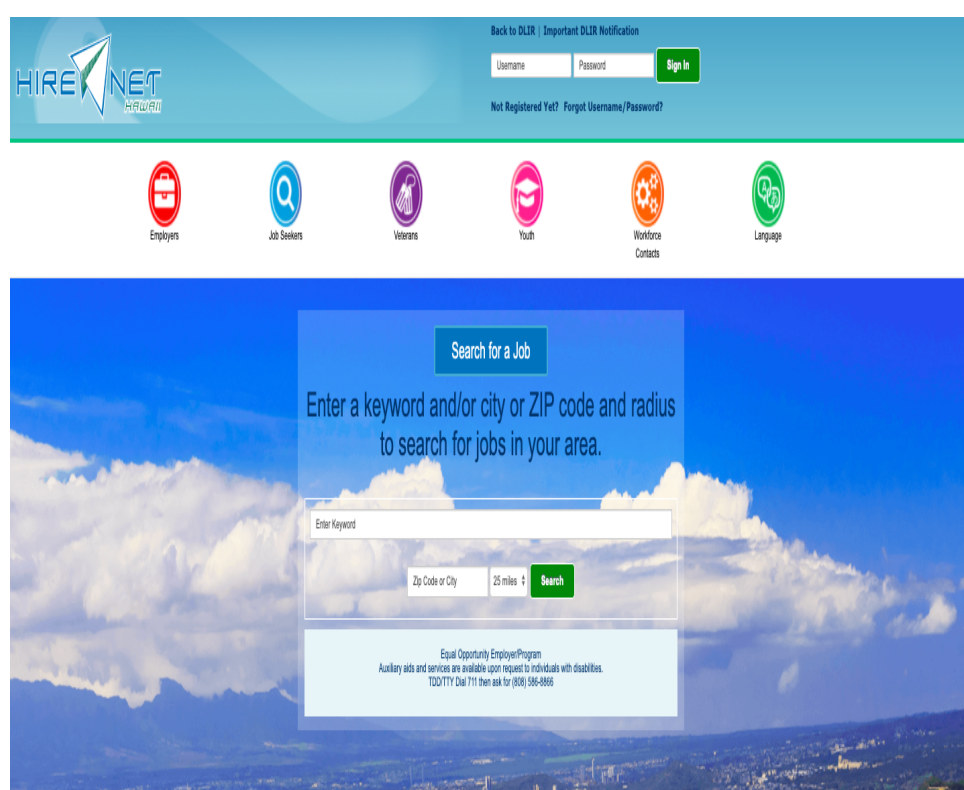 Back to DLIR | Important DLIR Notification
HIRE NET
HAWAII
Username Password Sign In
Not Registered Yet? Forgot Username/Password?
Employers Job Seekers Veterans Youth Workforce Contacts Language
Search for a Job
Enter a keyword and/or city or ZIP code and radius
to search for jobs in your area.
Enter Keyword
Zip Code or City 25 miles Search
Equal Opportunity Employer/Program
Auxiliary aids and services are available upon request to individuals with disabilities.
TDD/TTY Dial 711 then ask for (808) 586-8866